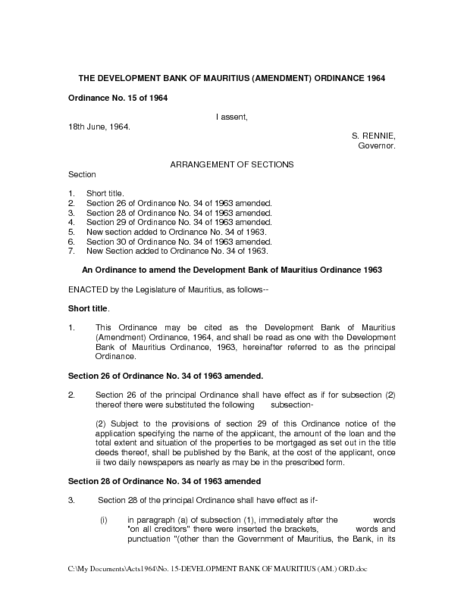 THE DEVELOPMENT BANK OF MAURITIUS (AMENDMENT) ORDINANCE 1964
Ordinance No. 15 of 1964
I assent,
18th June, 1964.
S. RENNIE,
Governor.
ARRANGEMENT OF SECTIONS
Section
1. Short title.
2. Section 26 of Ordinance No. 34 of 1963 amended.
3. Section 28 of Ordinance No. 34 of 1963 amended.
4. Section 29 of Ordinance No. 34 of 1963 amended.
5. New section added to Ordinance No. 34 of 1963.
6. Section 30 of Ordinance No. 34 of 1963 amended.
7. New Section added to Ordinance No. 34 of 1963.
An Ordinance to amend the Development Bank of Mauritius Ordinance 1963
ENACTED by the Legislature of Mauritius, as follows--
Short title.
1. This Ordinance may be cited as the Development Bank of Mauritius
(Amendment) Ordinance, 1964, and shall be read as one with the Development
Bank of Mauritius Ordinance, 1963, hereinafter referred to as the principal
Ordinance.
Section 26 of Ordinance No. 34 of 1963 amended.
2. Section 26 of the principal Ordinance shall have effect as if for subsection (2)
thereof there were substituted the following subsection-
(2) Subject to the provisions of section 29 of this Ordinance notice of the
application specifying the name of the applicant, the amount of the loan and the
total extent and situation of the properties to be mortgaged as set out in the title
deeds thereof, shall be published by the Bank, at the cost of the applicant, once
iii two daily newspapers as nearly as may be in the prescribed form.
Section 28 of Ordinance No. 34 of 1963 amended
3. Section 28 of the principal Ordinance shall have effect as if-
(i) in paragraph (a) of subsection (1), immediately after the words
"on all creditors" there were inserted the brackets, words and
punctuation "(other than the Government of Mauritius, the Bank, in its
C:\My Documents\Acts1964\No. 15-DEVELOPMENT BANK OF MAURITIUS (AM.) ORD.doc